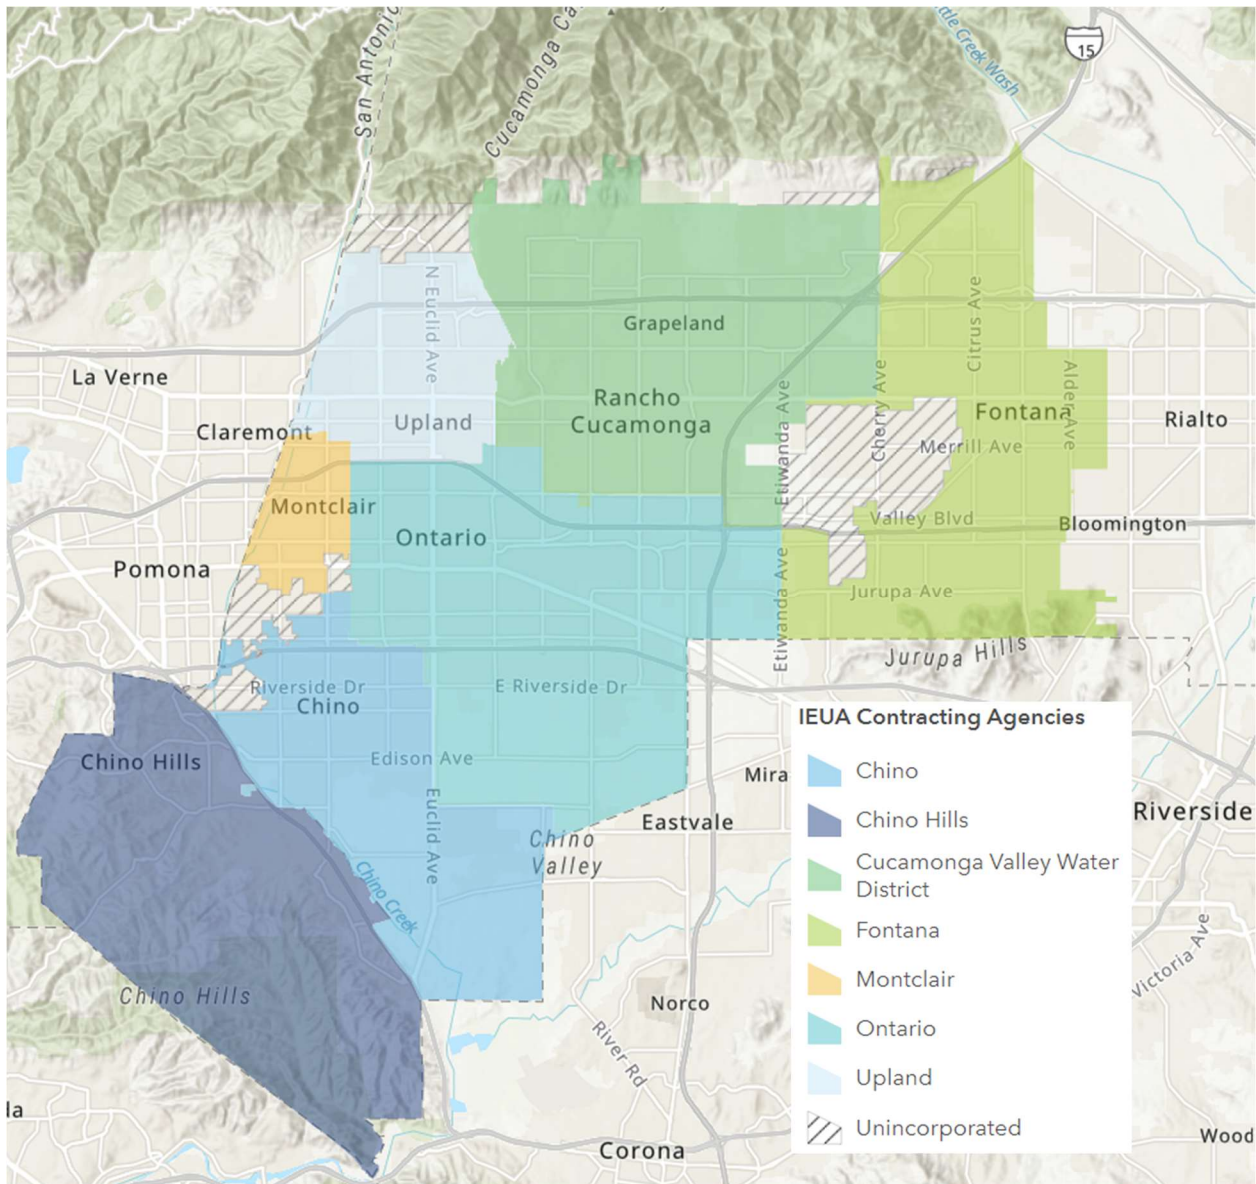 San Antonio
Cucamonga Ca
ttle Creek Wash
15
N Euclid Ave
Grapeland
Citrus Ave
La Verne
Alder Ave
Cherry Ave
Etiwanda Ave
Rancho
Cucamonga
Fontana
Upland
Rialto
Claremont
Merrill Ave
Montclair
Valley Blvd
Bloomington
Ontario
Pomona
Jurupa Ave
Etiwanda Ave
Jurupa Hills
Riverside Dr
E Riverside Dr
Chino
Chino Hills
Edison Ave
Mira
Euclid Ave
Eastvale
Riverside
Chino
Valley
Chino Creek
Victoria Ave
Chino Hills
Norco
River Rd
la
Corona
Wood
IEUA Contracting Agencies
Chino
Chino Hills
Cucamonga Valley Water
District
Fontana
Montclair
Ontario
Upland
Unincorporated